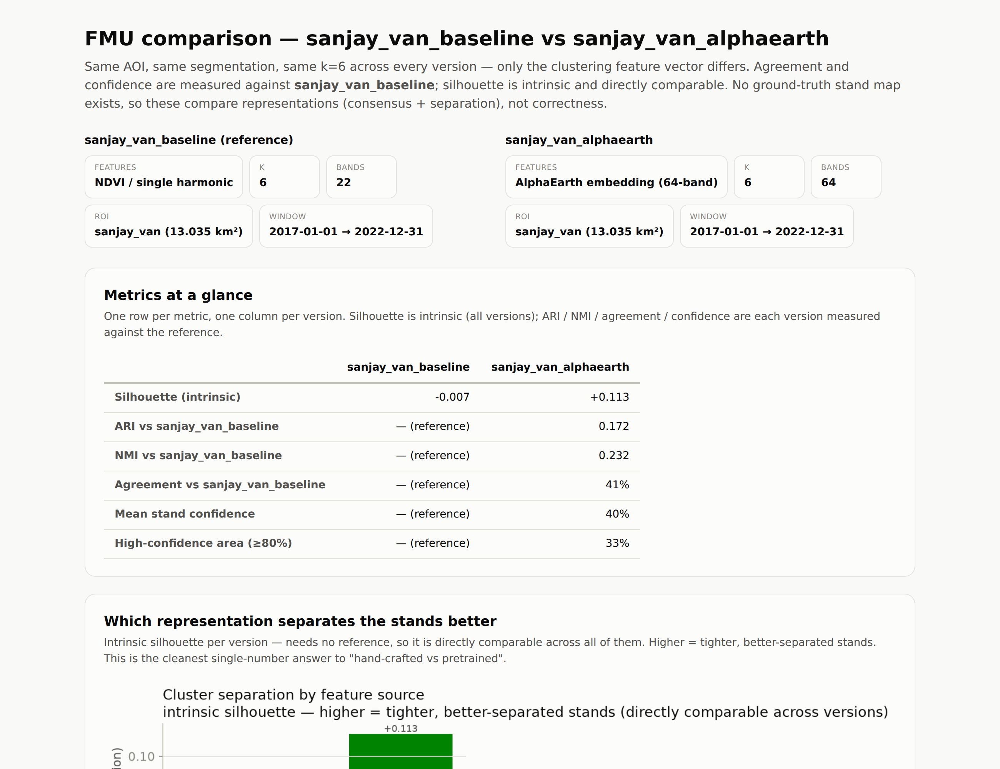 FMU comparison — sanjay_van_baseline vs sanjay_van_alphaearth
Same AOI, same segmentation, same k=6 across every version — only the clustering feature vector differs. Agreement and
confidence are measured against sanjay_van_baseline; silhouette is intrinsic and directly comparable. No ground-truth stand map
exists, so these compare representations (consensus + separation), not correctness.
sanjay_van_baseline (reference)
FEATURES
NDVI / single harmonic
K
6
BANDS
22
ROI
sanjay_van (13.035 km²)
WINDOW
2017-01-01 → 2022-12-31
sanjay_van_alphaearth
FEATURES
AlphaEarth embedding (64-band)
K
6
BANDS
64
ROI
sanjay_van (13.035 km²)
WINDOW
2017-01-01 → 2022-12-31
Metrics at a glance
One row per metric, one column per version. Silhouette is intrinsic (all versions); ARI / NMI / agreement / confidence are each version measured
against the reference.
sanjay_van_baseline sanjay_van_alphaearth
Silhouette (intrinsic) -0.007 +0.113
ARI vs sanjay_van_baseline — (reference) 0.172
NMI vs sanjay_van_baseline — (reference) 0.232
Agreement vs sanjay_van_baseline — (reference) 41%
Mean stand confidence — (reference) 40%
High-confidence area (≥80%) — (reference) 33%
Which representation separates the stands better
Intrinsic silhouette per version — needs no reference, so it is directly comparable across all of them. Higher = tighter, better-separated stands.
This is the cleanest single-number answer to "hand-crafted vs pretrained".
Cluster separation by feature source
intrinsic silhouette — higher = tighter, better-separated stands (directly comparable across versions)
+0.113
0.10